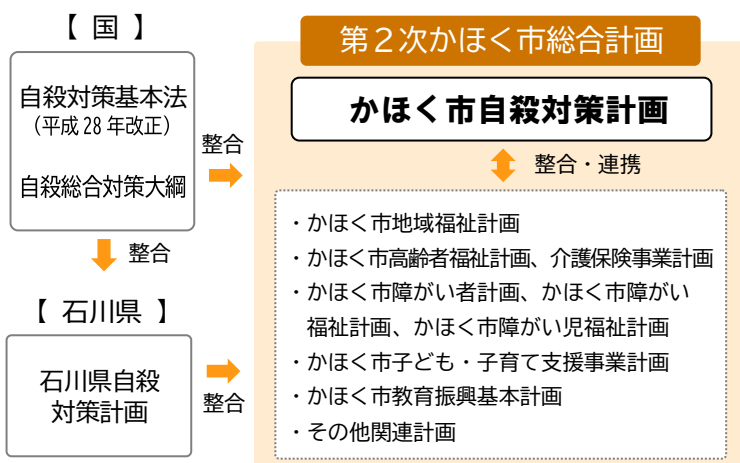 【 国 】
自殺対策基本法
（平成28年改正）
自殺総合対策大綱
整合
整合
【 石川県 】
石川県自殺
対策計画
整合
第２次かほく市総合計画
かほく市自殺対策計画
整合・連携
・かほく市地域福祉計画
・かほく市高齢者福祉計画、介護保険事業計画
・かほく市障がい者計画、かほく市障がい
福祉計画、かほく市障がい児福祉計画
・かほく市子ども・子育て支援事業計画
・かほく市教育振興基本計画
・その他関連計画